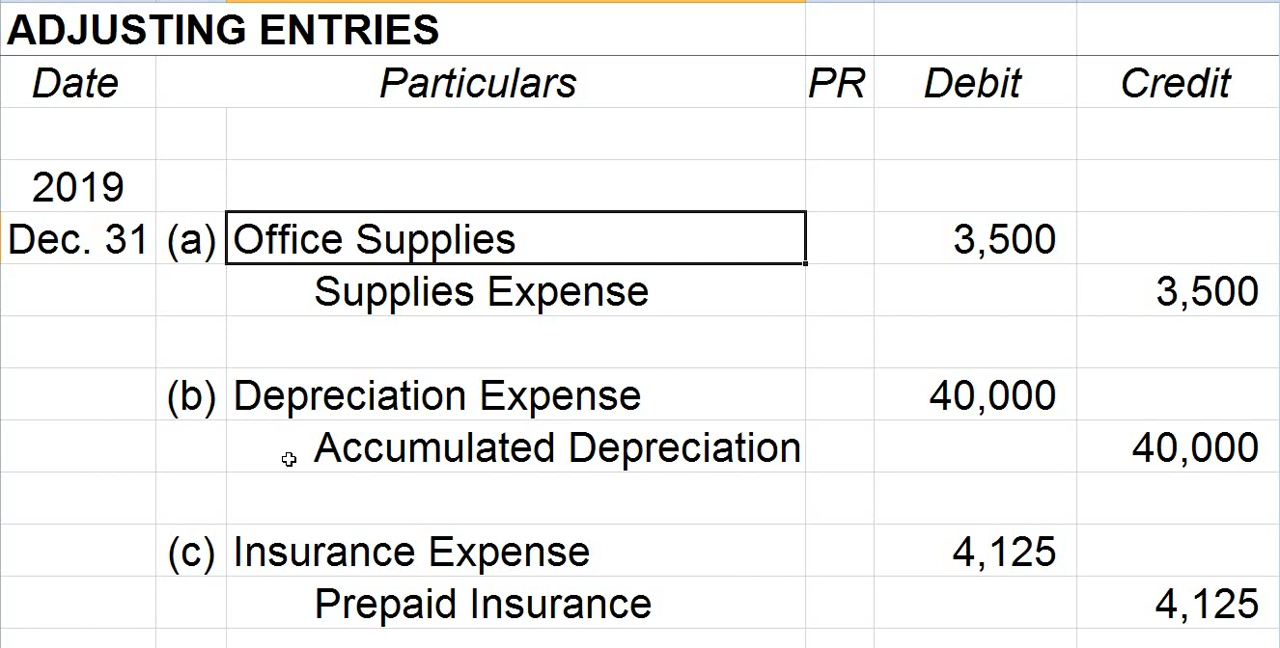 ADJUSTING ENTRIES
Date Particulars PR Debit Credit
2019
Dec. 31 (a) Office Supplies 3,500
Supplies Expense 3,500
(b) Depreciation Expense 40,000
Accumulated Depreciation 40,000
(c) Insurance Expense 4,125
Prepaid Insurance 4,125